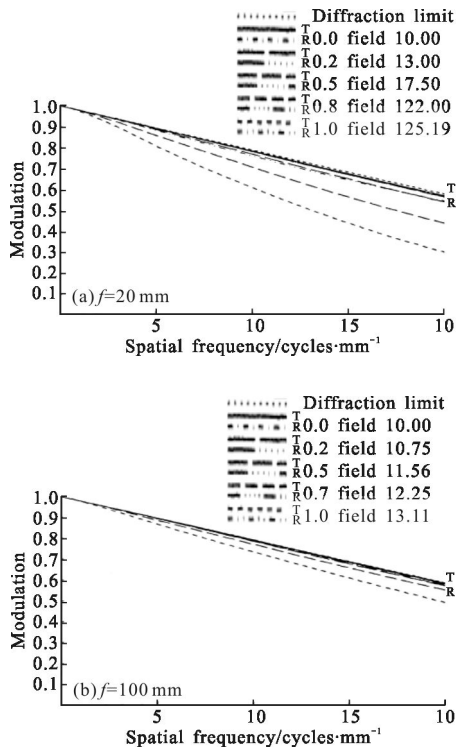 Diffraction limit
T
R 0.0 field 10.00
T
R 0.2 field 13.00
T
R 0.5 field 17.50
T
R 0.8 field 122.00
T
R 1.0 field 125.19
1.0
0.9
0.8
0.7
0.6
0.5
0.4
0.3
0.2
0.1
Modulation
T
R
(a) f=20 mm
5 10 15 10
Spatial frequency/cycles·mm⁻¹
Diffraction limit
T
R 0.0 field 10.00
T
R 0.2 field 10.75
T
R 0.5 field 11.56
T
R 0.7 field 12.25
T
R 1.0 field 13.11
1.0
0.9
0.8
0.7
0.6
0.5
0.4
0.3
0.2
0.1
Modulation
T
R
(b) f=100 mm
5 10 15 10
Spatial frequency/cycles·mm⁻¹